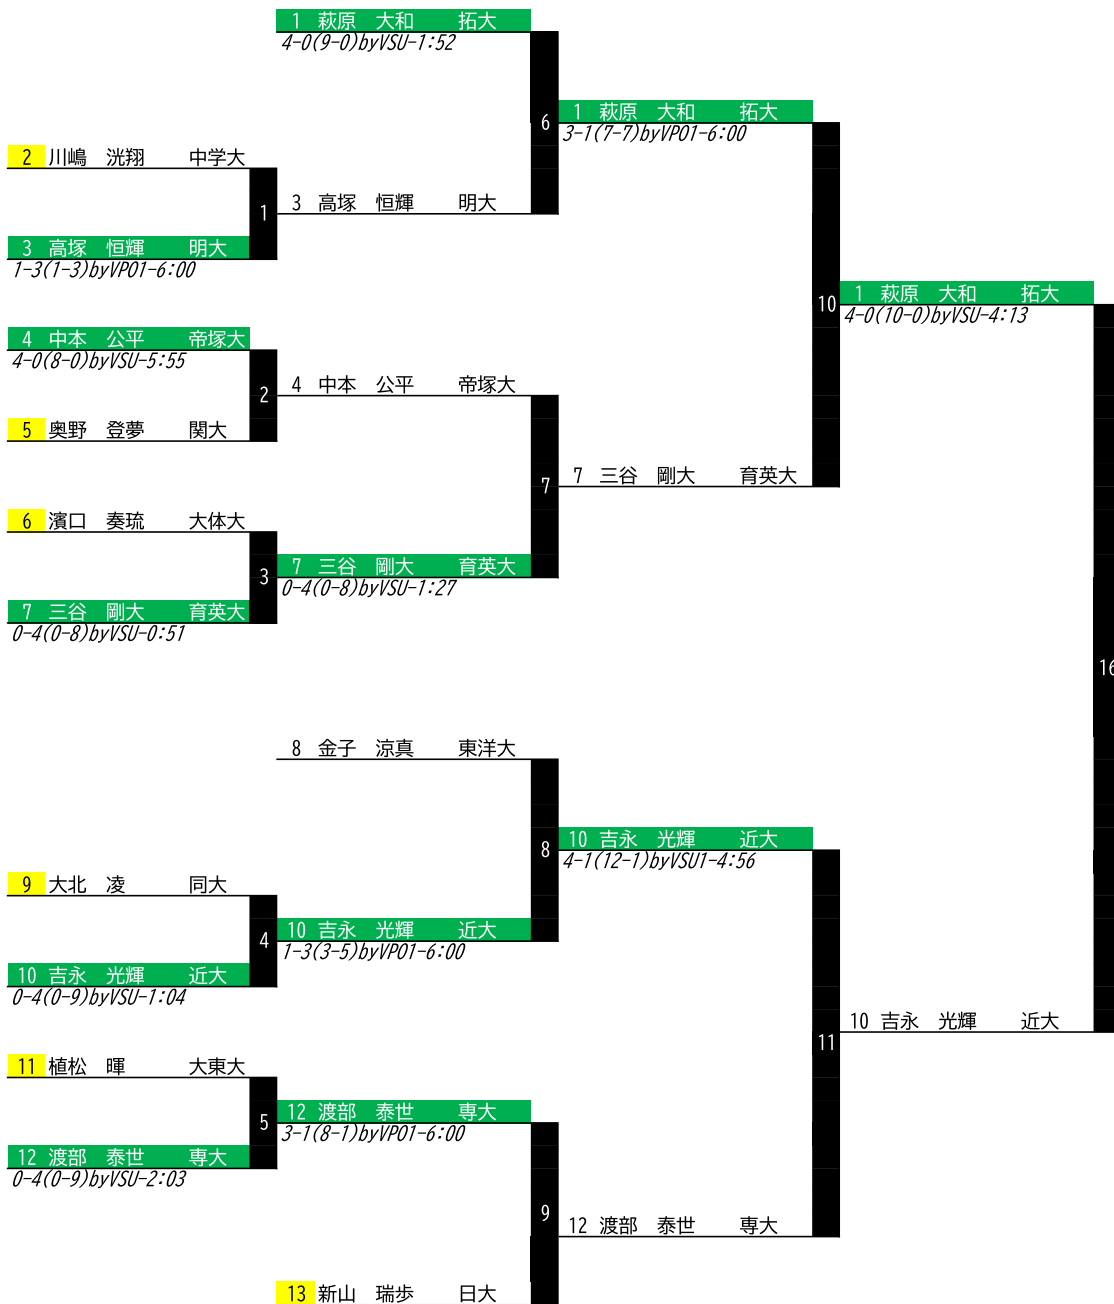 1 萩原 大和 拓大
4-0(9-0)byVSU-1:52
1 萩原 大和 拓大
6
3-1(7-7)byVPO1-6:00
2 川嶋 洸翔 中学大
3 高塚 恒輝 明大
1
3 高塚 恒輝 明大
1-3(1-3)byVPO1-6:00
1 萩原 大和 拓大
10
4-0(10-0)byVSU-4:13
4 中本 公平 帝塚大
4-0(8-0)byVSU-5:55
4 中本 公平 帝塚大
2
5 奥野 登夢 関大
7 三谷 剛大 育英大
7
6 濱口 奏琉 大体大
7 三谷 剛大 育英大
3
0-4(0-8)byVSU-1:27
7 三谷 剛大 育英大
0-4(0-8)byVSU-0:51
16
8 金子 涼真 東洋大
10 吉永 光輝 近大
8
4-1(12-1)byVSU1-4:56
9 大北 凌 同大
10 吉永 光輝 近大
4
1-3(3-5)byVPO1-6:00
10 吉永 光輝 近大
0-4(0-9)byVSU-1:04
10 吉永 光輝 近大
11
11 植松 暉 大東大
12 渡部 泰世 専大
5
3-1(8-1)byVPO1-6:00
12 渡部 泰世 専大
0-4(0-9)byVSU-2:03
9
12 渡部 泰世 専大
13 新山 瑞歩 日大